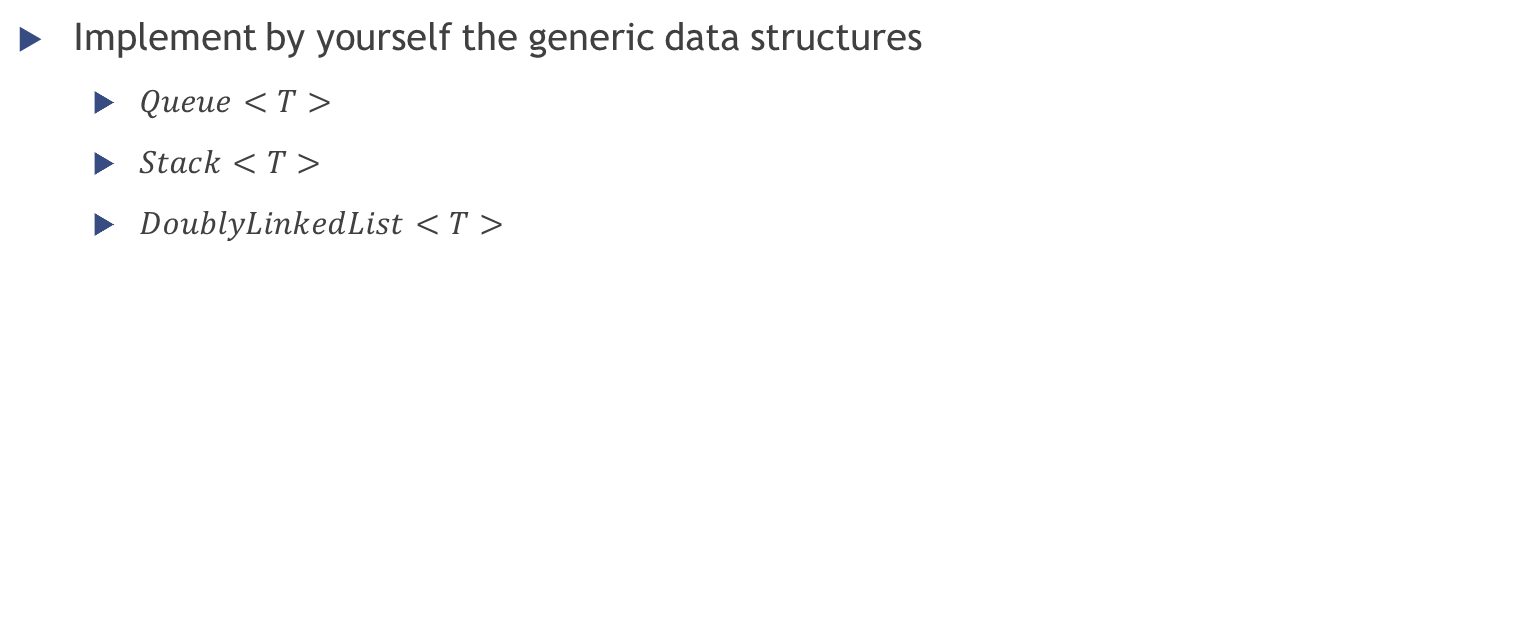 Implement by yourself the generic data structures
Queue < T >
Stack < T >
DoublyLinkedList < T >